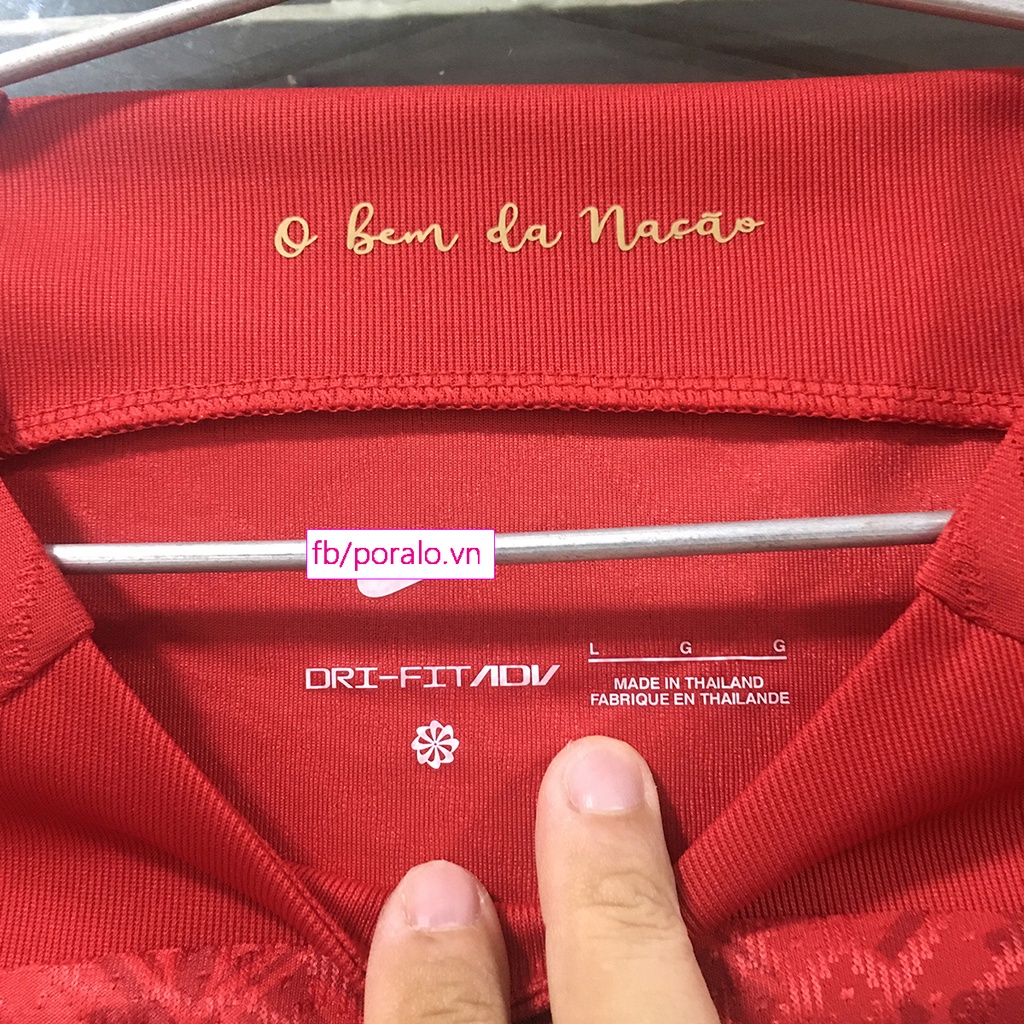 O bem da Nação
fb/poralo.vn
DRI-FIT ADV
L G G
MADE IN THAILAND
FABRIQUE EN THAILANDE